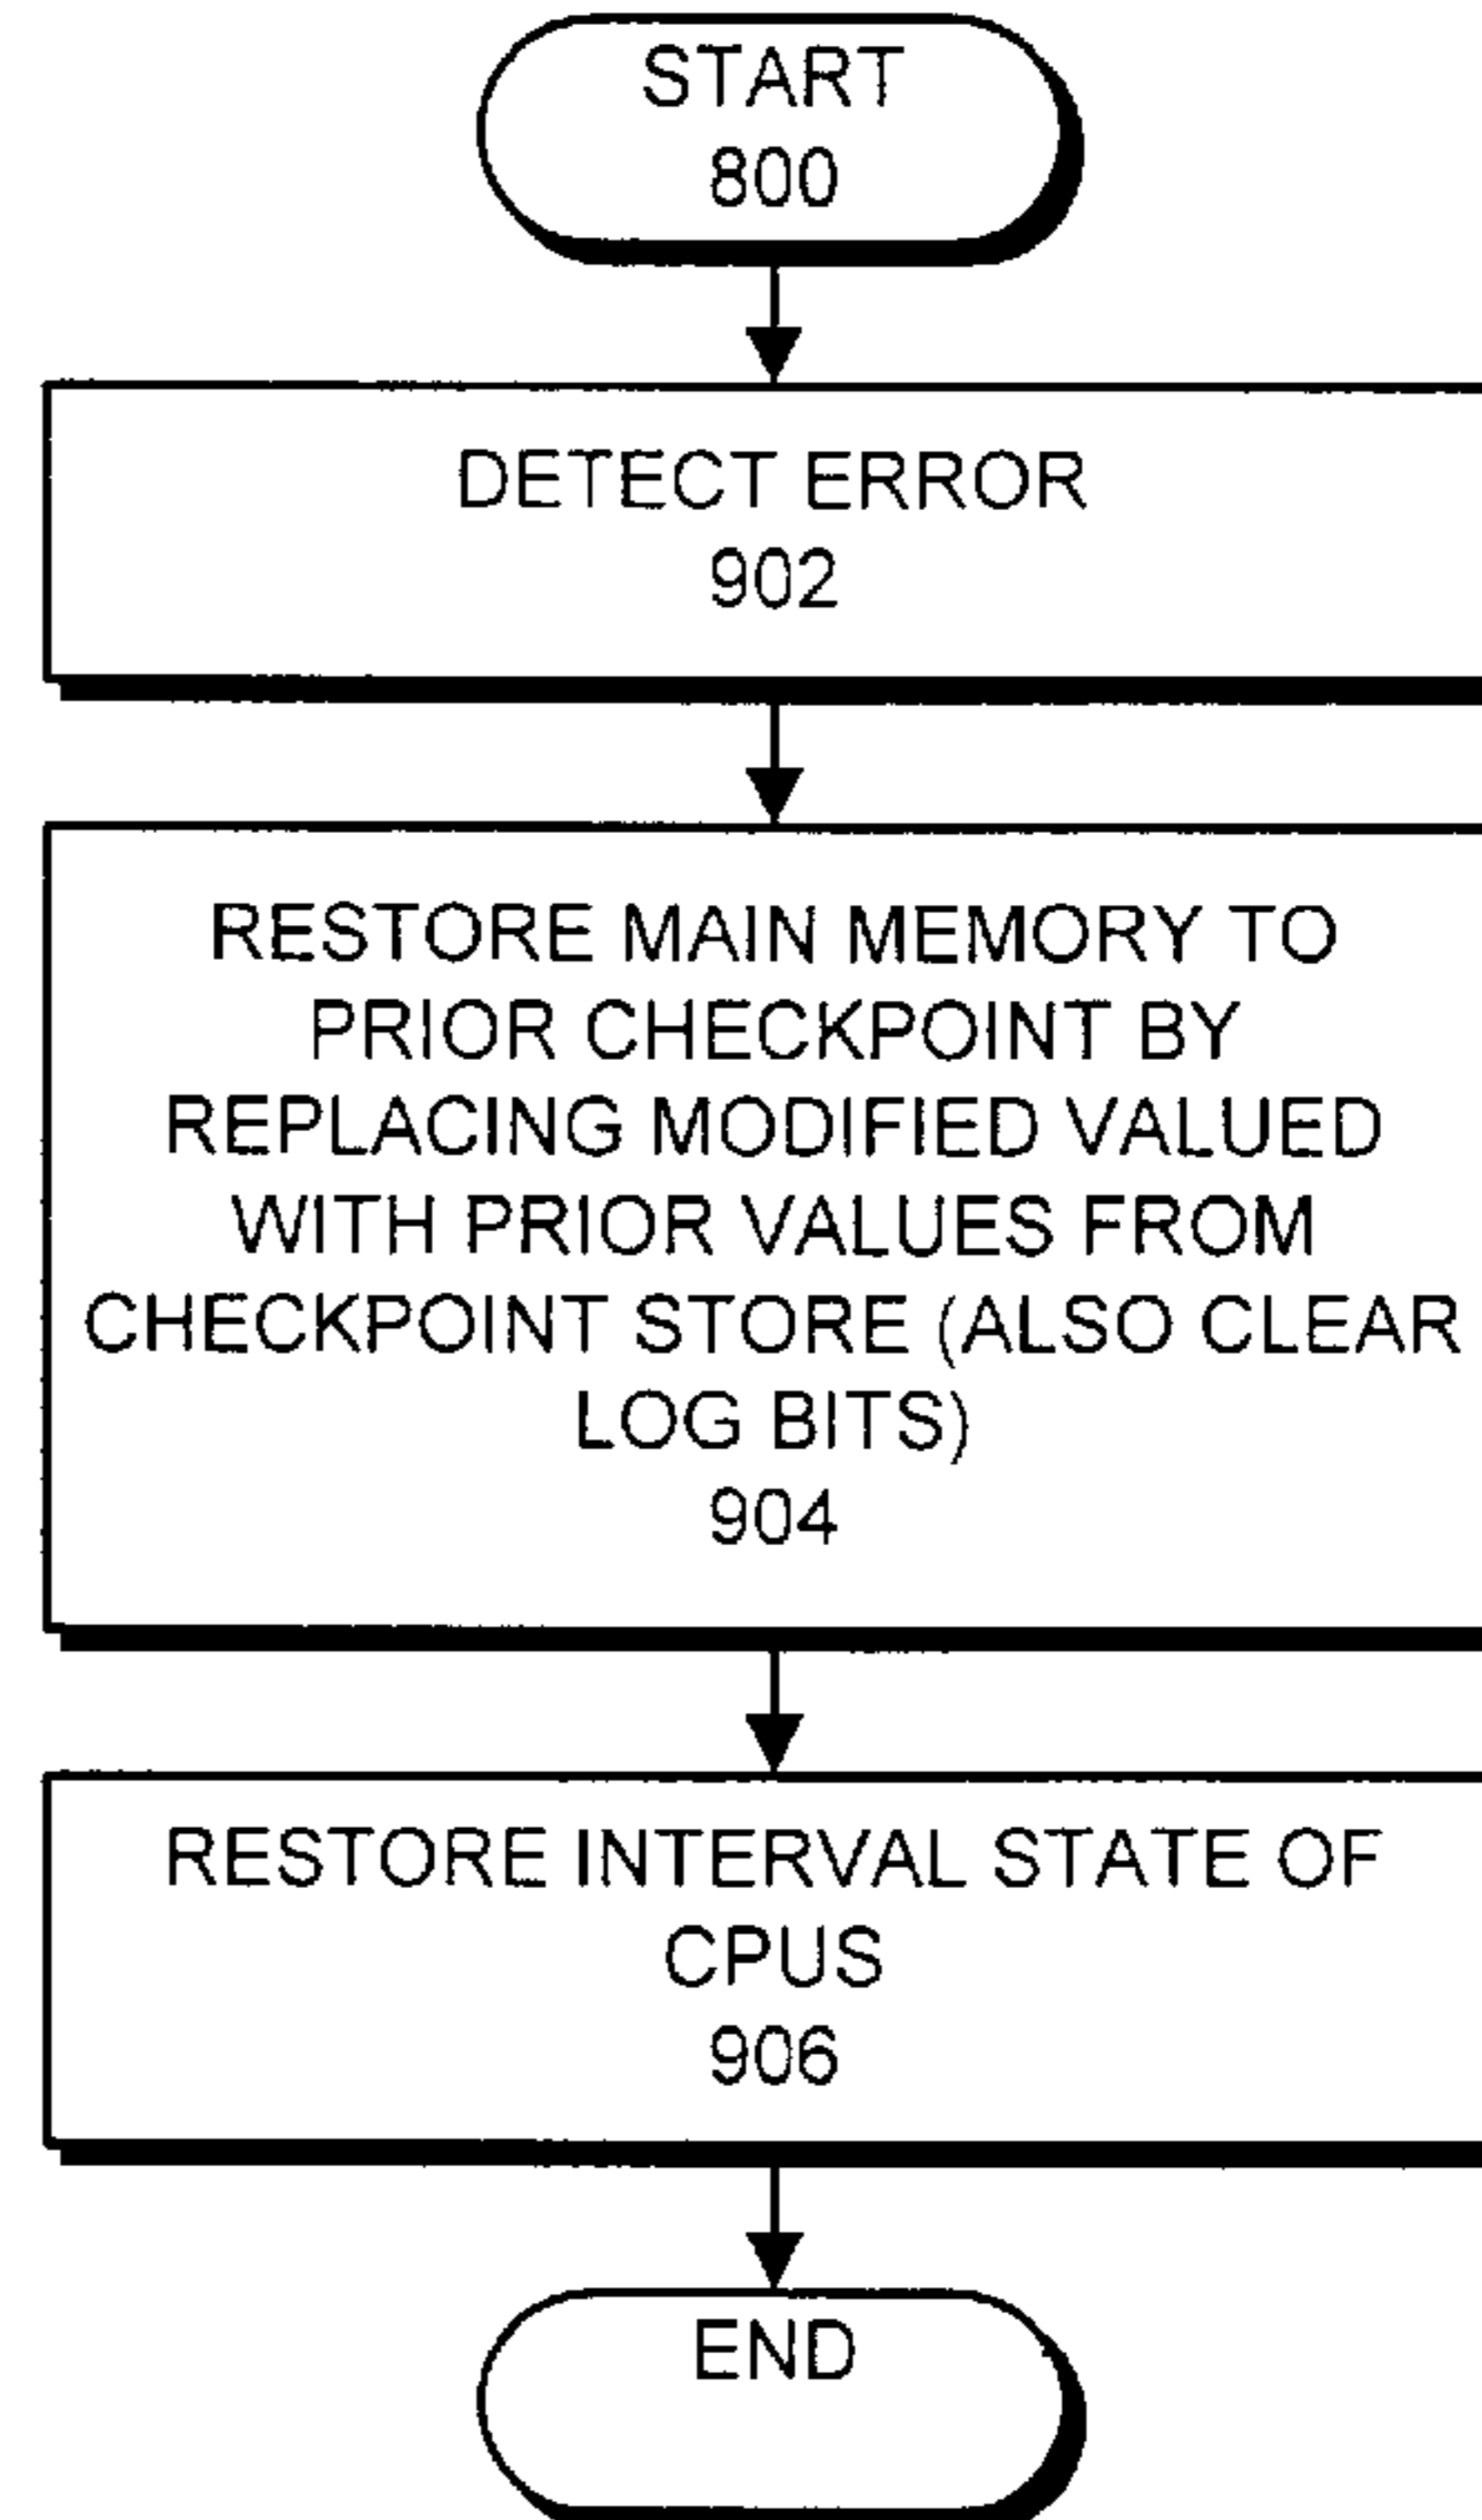 START
800
DETECT ERROR
902
RESTORE MAIN MEMORY TO
PRIOR CHECKPOINT BY
REPLACING MODIFIED VALUED
WITH PRIOR VALUES FROM
CHECKPOINT STORE (ALSO CLEAR
LOG BITS)
904
RESTORE INTERVAL STATE OF
CPUS
906
END